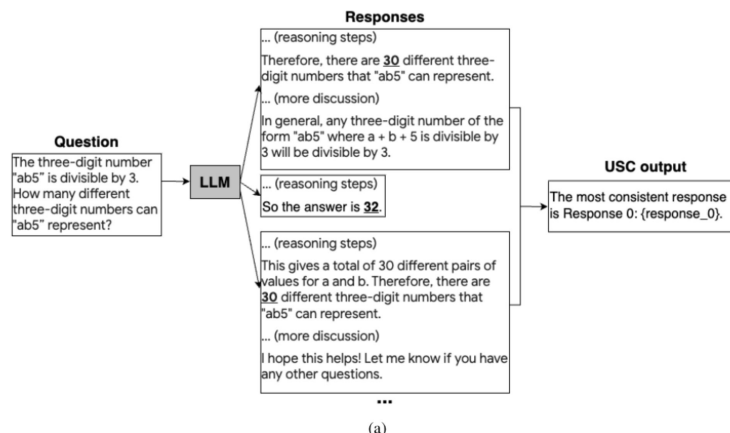 Responses
... (reasoning steps)
Therefore, there are 30 different three-
digit numbers that "ab5" can represent.
... (more discussion)
In general, any three-digit number of the
form "ab5" where a + b + 5 is divisible by
3 will be divisible by 3.
Question
The three-digit number
"ab5" is divisible by 3.
How many different
three-digit numbers can
"ab5" represent?
LLM
... (reasoning steps)
So the answer is 32.
... (reasoning steps)
This gives a total of 30 different pairs of
values for a and b. Therefore, there are
30 different three-digit numbers that
"ab5" can represent.
... (more discussion)
I hope this helps! Let me know if you have
any other questions.
...
USC output
The most consistent response
is Response 0: {response_0}.
(a)